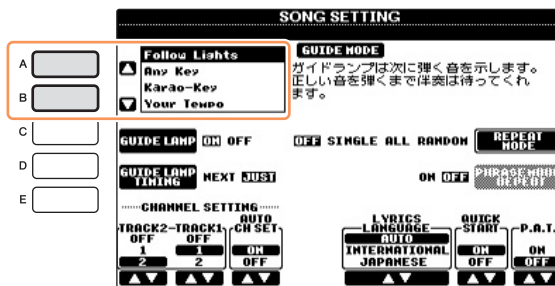 SONG SETTING
A
B
C
D
E
Follow Lights
Any Key
Karao-Key
Your Tempo
GUIDE MODE
ガイドランプは次に弾く音を示します。
正しい音を弾くまで伴奏は待ってくれ
ます。
GUIDE LAMP ON OFF
OFF SINGLE ALL RANDOM REPEAT MODE
GUIDE LAMP TIMING NEXT JUST
ON OFF PHRASE MODE REPEAT
CHANNEL SETTING
TRACK2 TRACK1 AUTO CH SET
OFF OFF
1 1 ON
2 2 OFF
LYRICS LANGUAGE
AUTO
INTERNATIONAL
JAPANESE
QUICK START
ON
OFF
P.A.T.
ON
OFF